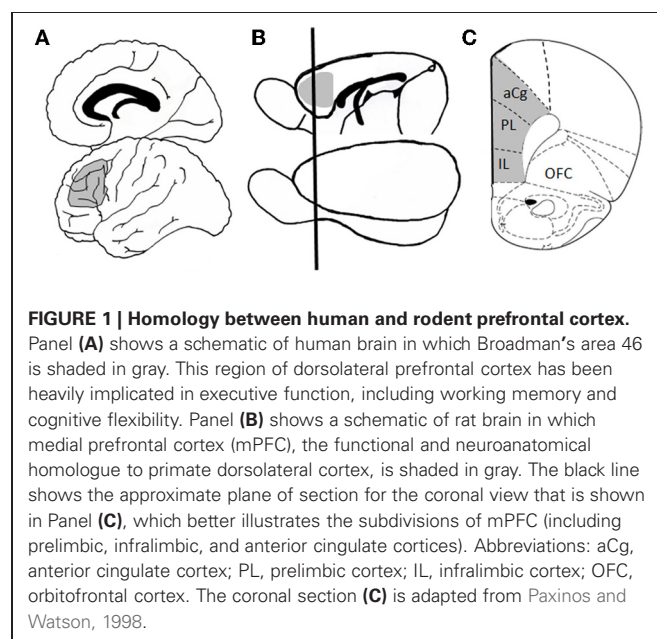 A B C
aCg
PL
IL
OFC
FIGURE 1 | Homology between human and rodent prefrontal cortex.
Panel (A) shows a schematic of human brain in which Broadman's area 46
is shaded in gray. This region of dorsolateral prefrontal cortex has been
heavily implicated in executive function, including working memory and
cognitive flexibility. Panel (B) shows a schematic of rat brain in which
medial prefrontal cortex (mPFC), the functional and neuroanatomical
homologue to primate dorsolateral cortex, is shaded in gray. The black line
shows the approximate plane of section for the coronal view that is shown
in Panel (C), which better illustrates the subdivisions of mPFC (including
prelimbic, infralimbic, and anterior cingulate cortices). Abbreviations: aCg,
anterior cingulate cortex; PL, prelimbic cortex; IL, infralimbic cortex; OFC,
orbitofrontal cortex. The coronal section (C) is adapted from Paxinos and
Watson, 1998.